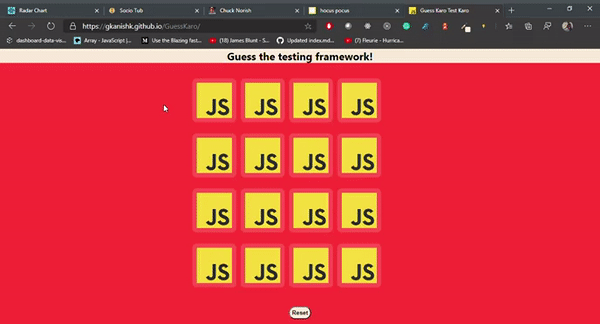 Radar Chart
Socio Tub
Chuck Norish
hocus pocus
Guess Karo Test Karo
https://gkanishk.github.io/GuessKaro/
dashboard-data-vis...
Array - JavaScript |...
Use the Blazing fast...
(18) James Blunt - S...
Updated index.md...
(7) Fleurie - Hurrica...
Guess the testing framework!
JS JS JS JS
JS JS JS JS
JS JS JS JS
JS JS JS JS
Reset